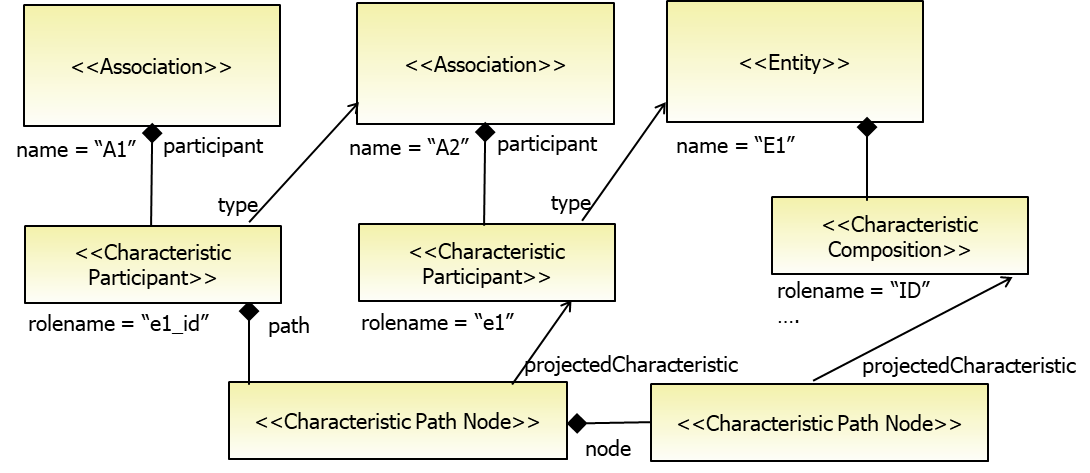 <<Association>>
<<Association>>
<<Entity>>
name = “A1”
participant
name = “A2”
participant
name = “E1”
type
type
<<Characteristic
Participant>>
<<Characteristic
Participant>>
<<Characteristic
Composition>>
rolename = “e1_id”
path
rolename = “e1”
rolename = “ID”
....
projectedCharacteristic
projectedCharacteristic
<<Characteristic Path Node>>
node
<<Characteristic Path Node>>